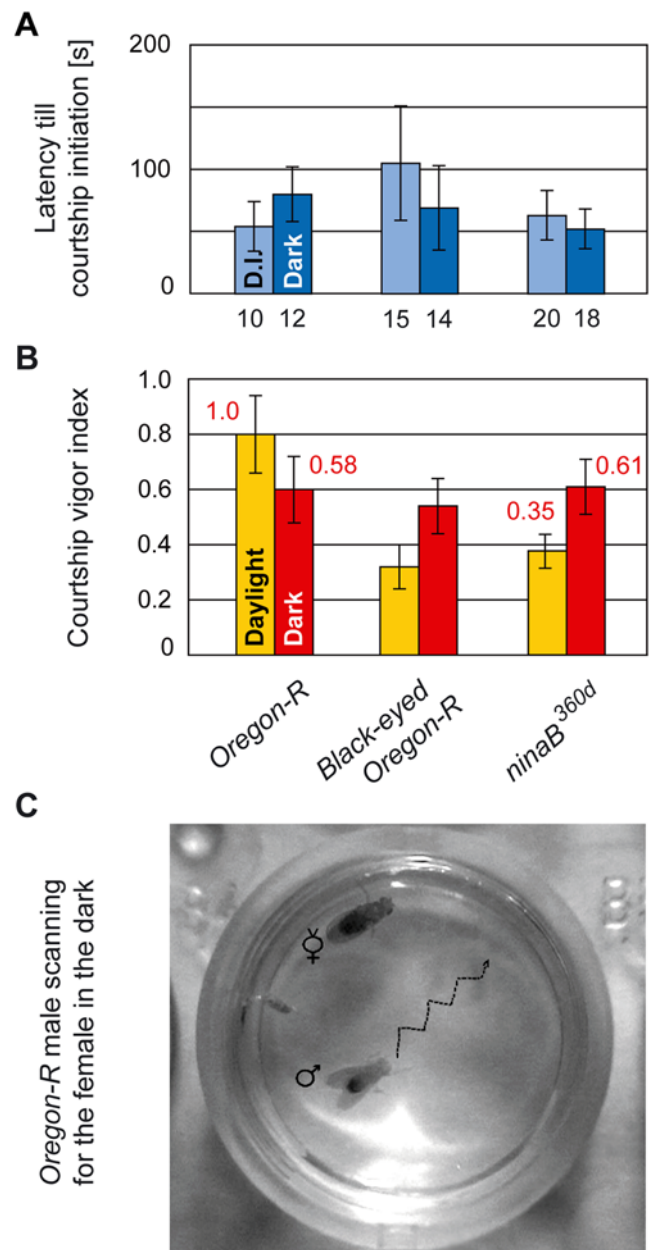 A
Latency till
courtship initiation [s]
200
100
0
D.I.
Dark
10 12 15 14 20 18
B
Courtship vigor index
1.0
0.8
0.6
0.4
0.2
0
1.0
0.58
0.35
0.61
Daylight
Dark
Oregon-R
Black-eyed
Oregon-R
ninaB360d
C
Oregon-R male scanning
for the female in the dark